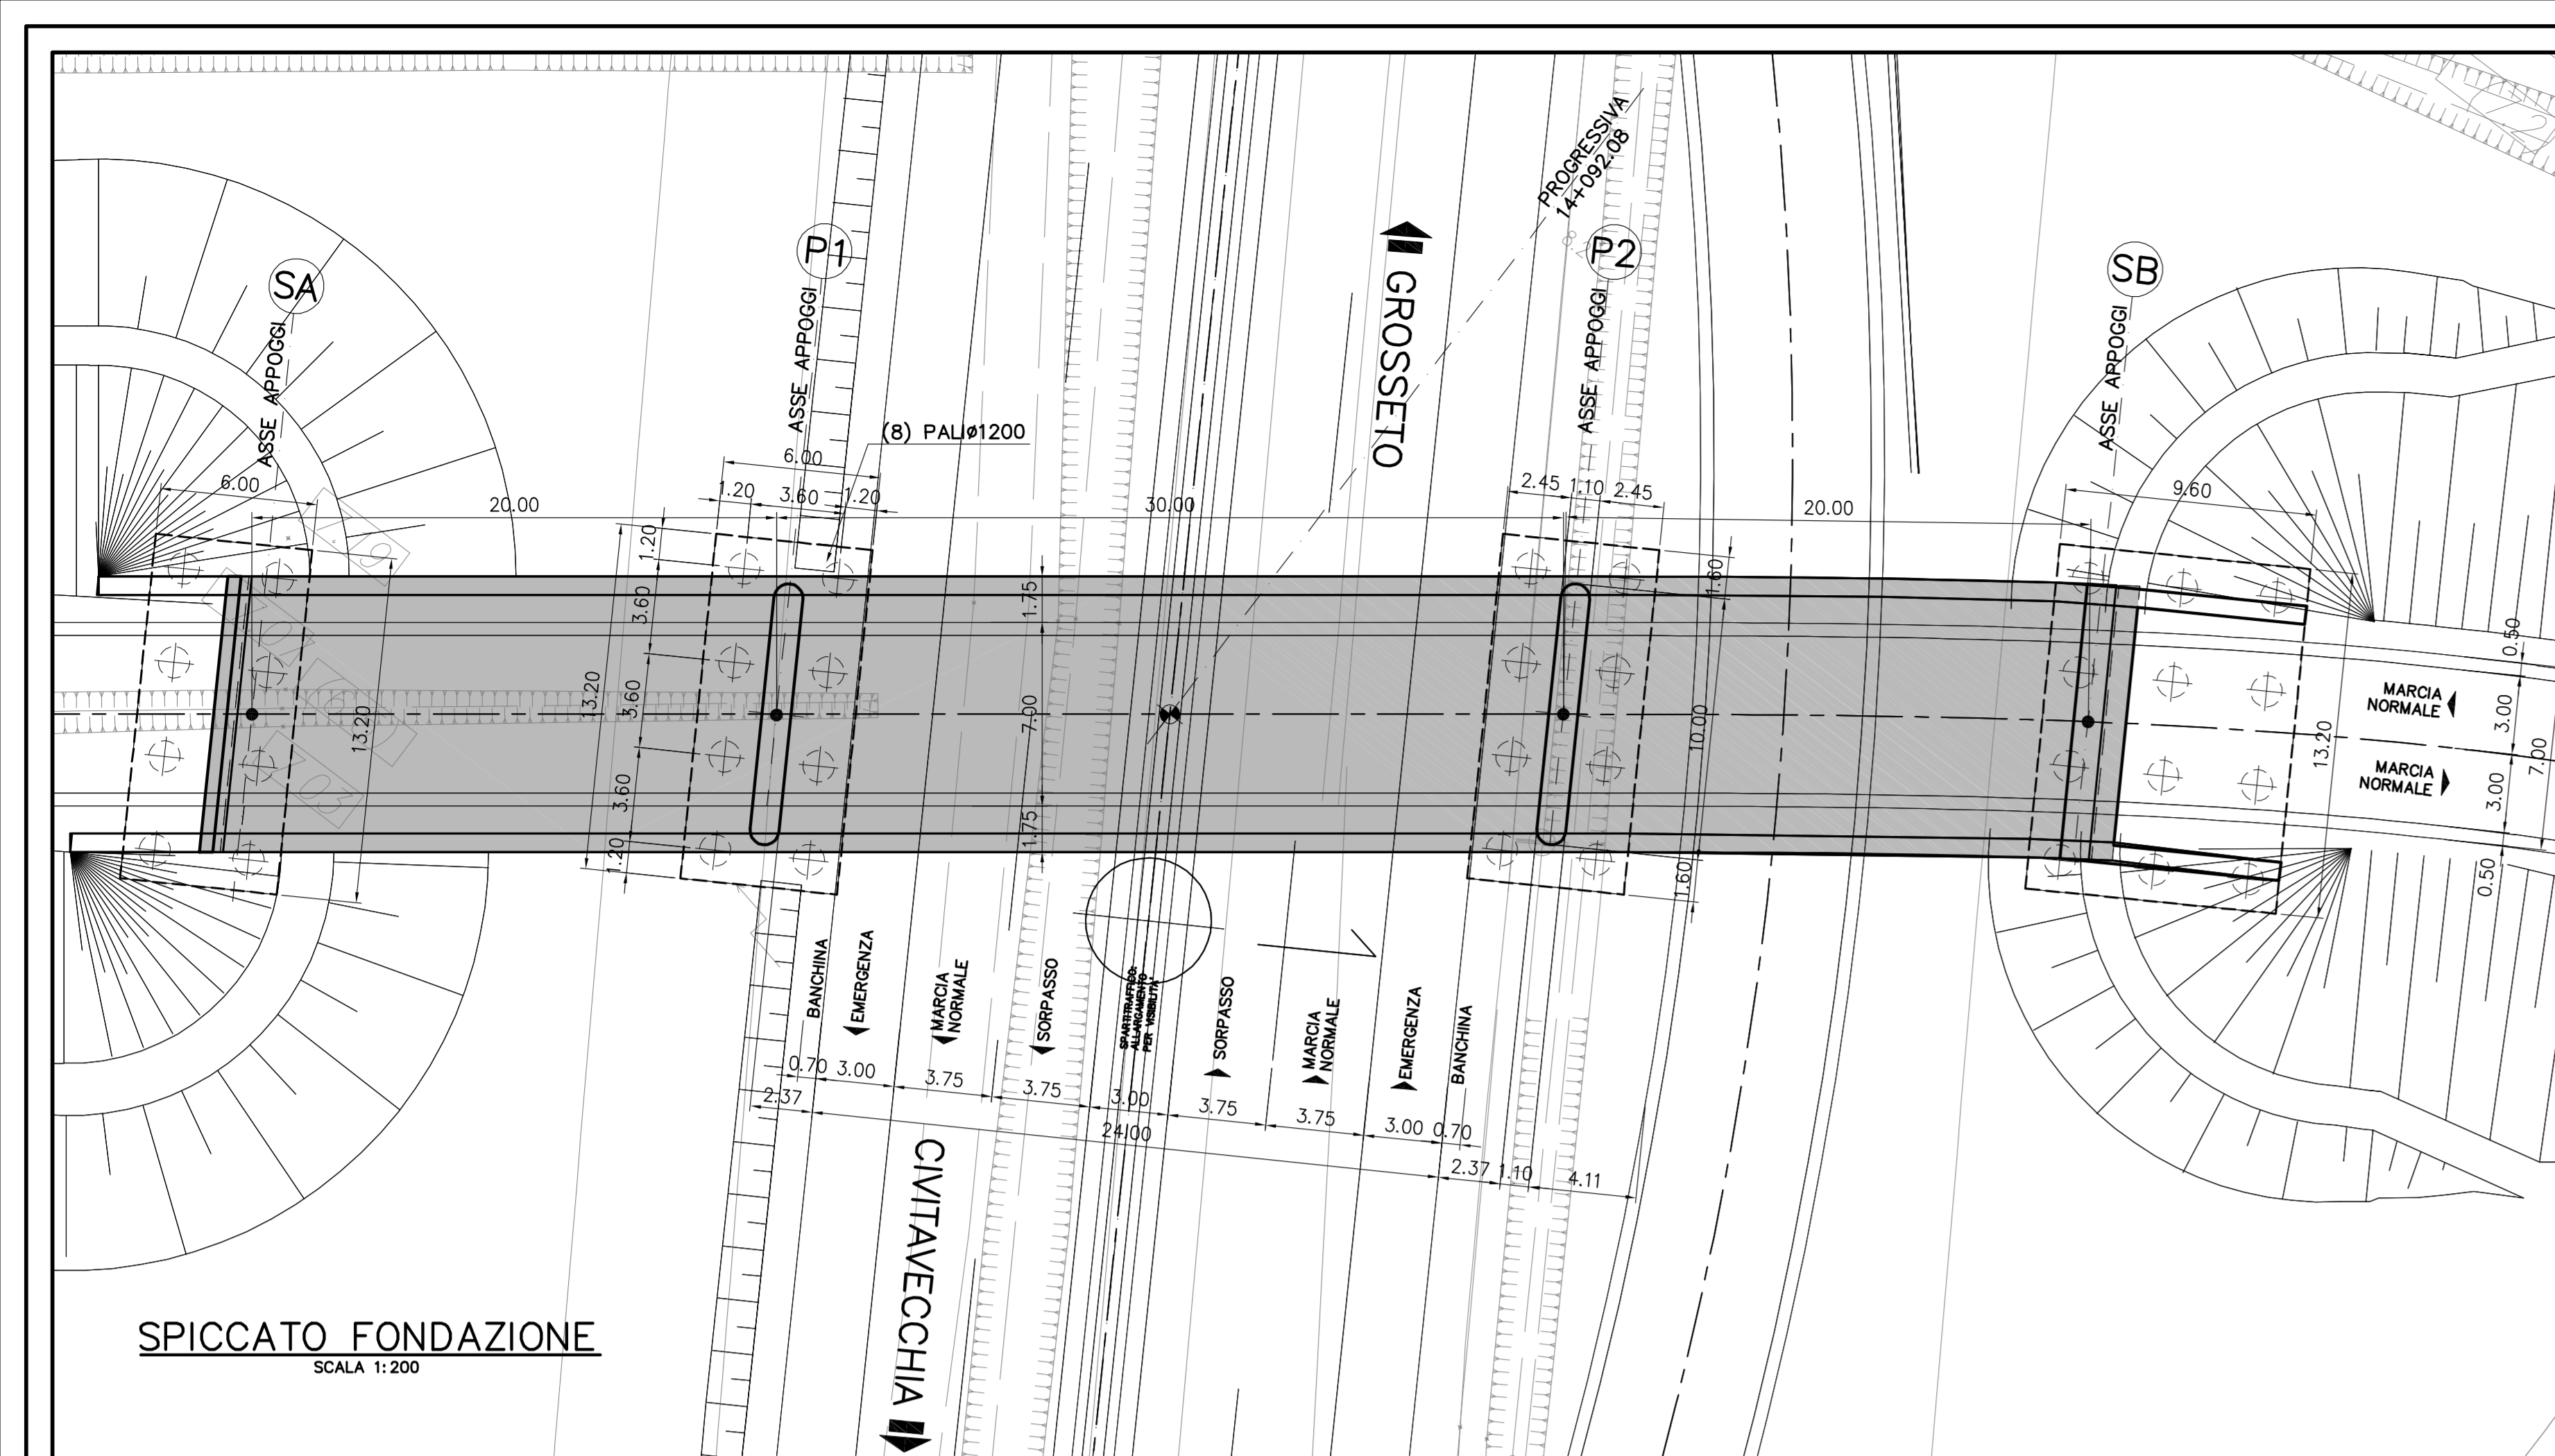 PROGRESSIVA
14+092.08
SA
P1
P2
SB
ASSE APPOGGI
ASSE APPOGGI
ASSE APPOGGI
ASSE APPOGGI
GROSSETO
(8) PALIø1200
6.00
6.00
1.20
3.60
1.20
2.45
1.10
2.45
9.60
20.00
30.00
20.00
1.20
3.60
3.60
3.60
1.20
13.20
13.20
1.75
7.00
1.75
1.60
10.00
1.60
13.20
0.50
3.00
3.00
7.00
0.50
MARCIA
NORMALE
MARCIA
NORMALE
BANCHINA
EMERGENZA
MARCIA
NORMALE
SORPASSO
SPARTITRAFFICO:
ALLARGAMENTO
PER VISIBILITA'
SORPASSO
MARCIA
NORMALE
EMERGENZA
BANCHINA
0.70
3.00
3.75
3.75
3.00
3.75
3.75
3.00
0.70
2.37
24.00
2.37
1.10
4.11
CIVITAVECCHIA
SPICCATO FONDAZIONE
SCALA 1:200